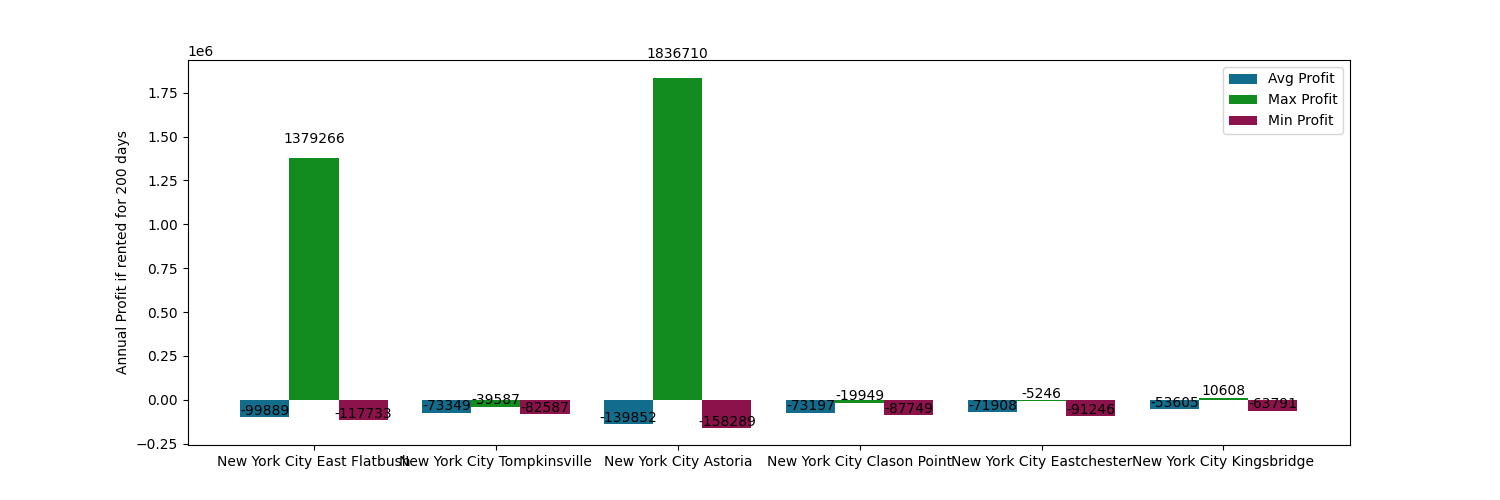 1e6
1836710
1379266
Avg Profit
Max Profit
Min Profit
Annual Profit if rented for 200 days
1.75
1.50
1.25
1.00
0.75
0.50
0.25
0.00
−0.25
-99889
-117733
-73349
-39587
-82587
-139852
-158289
-73197
-19949
-87749
-71908
-5246
-91246
-53605
10608
-63791
New York City East Flatbush
New York City Tompkinsville
New York City Astoria
New York City Clason Point
New York City Eastchester
New York City Kingsbridge